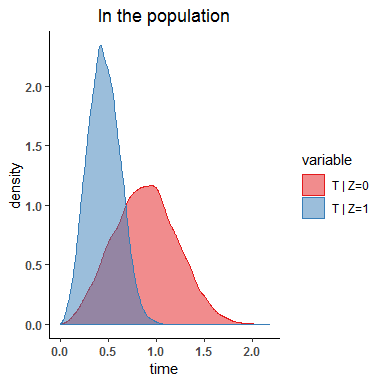 In the population
density
2.0
1.5
1.0
0.5
0.0
0.0 0.5 1.0 1.5 2.0
time
variable
T | Z=0
T | Z=1